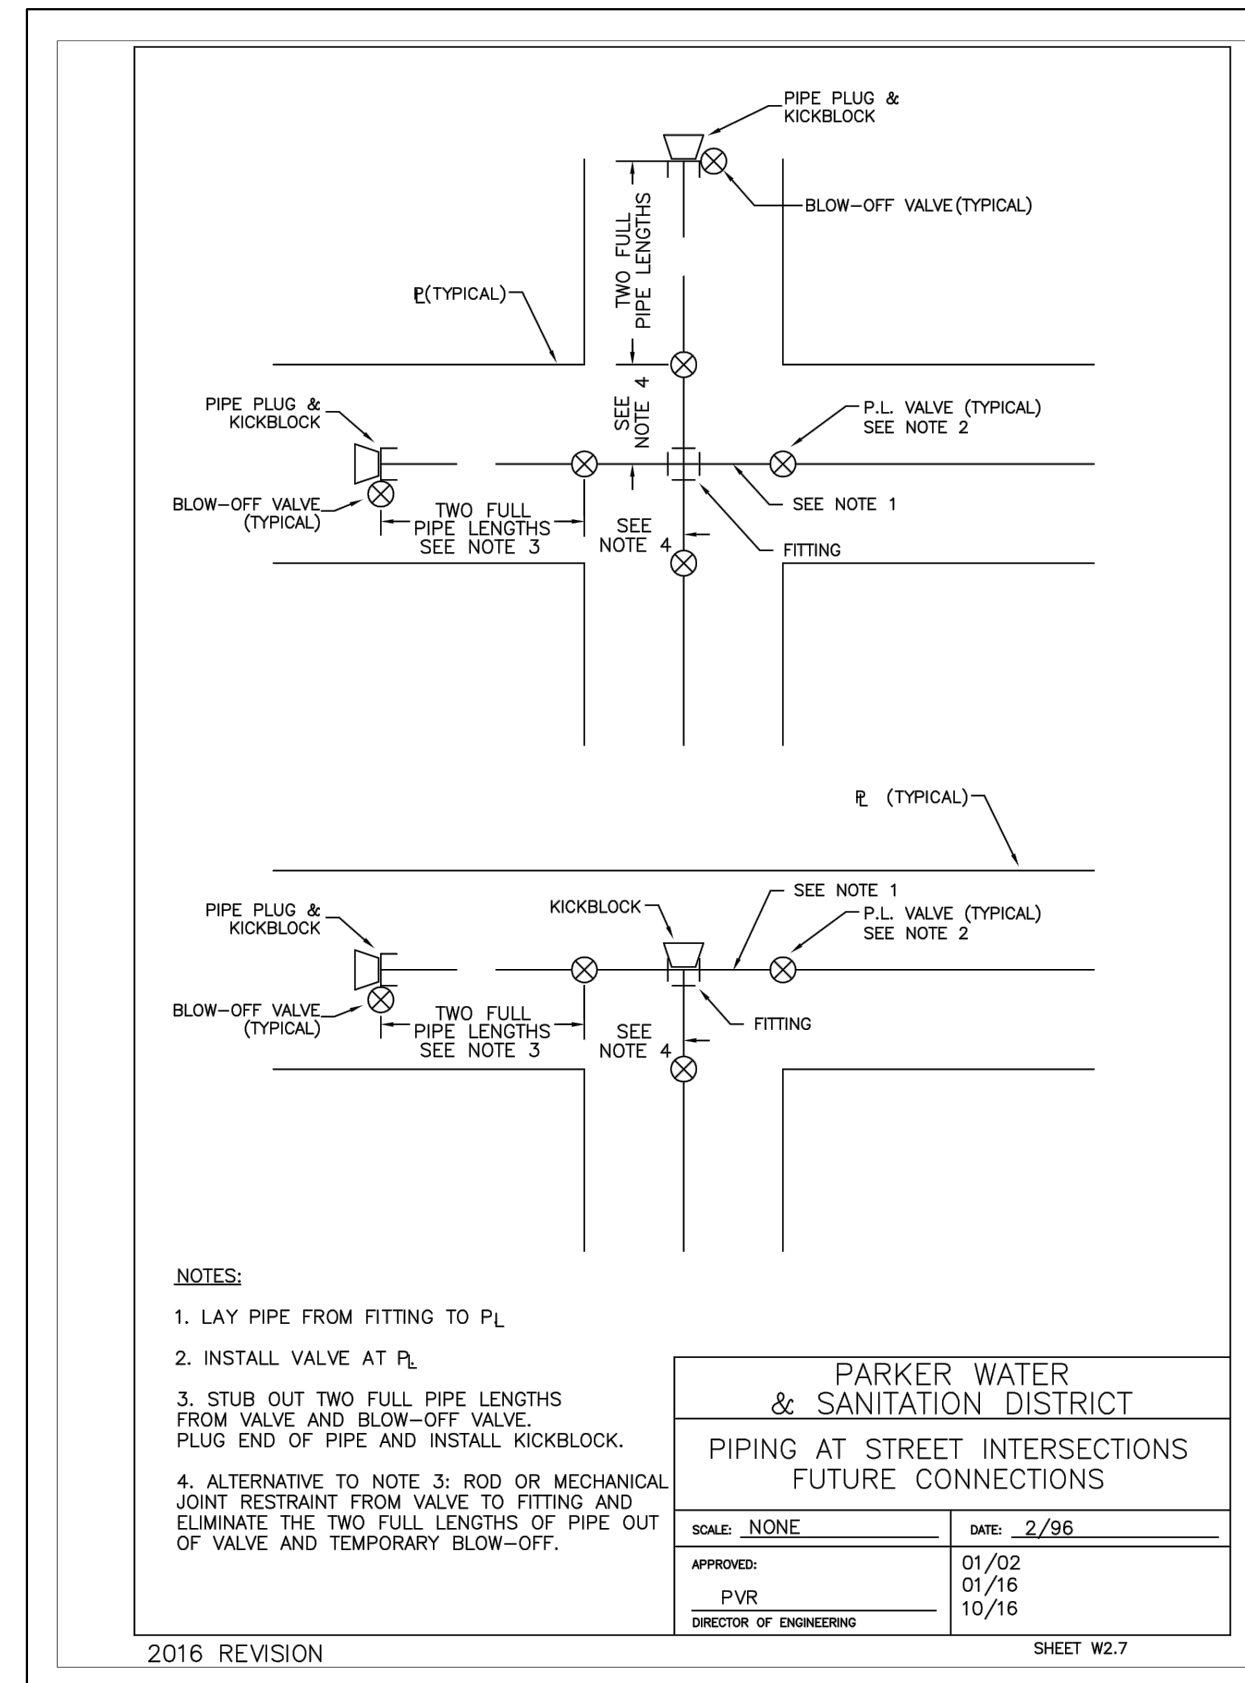 PIPE PLUG &
KICKBLOCK
BLOW-OFF VALVE(TYPICAL)
TWO FULL
PIPE LENGTHS
℄(TYPICAL)
SEE
NOTE 4
PIPE PLUG &
KICKBLOCK
P.L. VALVE (TYPICAL)
SEE NOTE 2
BLOW-OFF VALVE
(TYPICAL)
TWO FULL
PIPE LENGTHS
SEE NOTE 3
SEE
NOTE 4
SEE NOTE 1
FITTING
PL (TYPICAL)
SEE NOTE 1
PIPE PLUG &
KICKBLOCK
KICKBLOCK
P.L. VALVE (TYPICAL)
SEE NOTE 2
BLOW-OFF VALVE
(TYPICAL)
TWO FULL
PIPE LENGTHS
SEE NOTE 3
SEE
NOTE 4
FITTING
NOTES:
1. LAY PIPE FROM FITTING TO PL
2. INSTALL VALVE AT PL.
3. STUB OUT TWO FULL PIPE LENGTHS
FROM VALVE AND BLOW-OFF VALVE.
PLUG END OF PIPE AND INSTALL KICKBLOCK.
4. ALTERNATIVE TO NOTE 3: ROD OR MECHANICAL
JOINT RESTRAINT FROM VALVE TO FITTING AND
ELIMINATE THE TWO FULL LENGTHS OF PIPE OUT
OF VALVE AND TEMPORARY BLOW-OFF.
PARKER WATER
& SANITATION DISTRICT
PIPING AT STREET INTERSECTIONS
FUTURE CONNECTIONS
SCALE: NONE
DATE: 2/96
APPROVED:
PVR
DIRECTOR OF ENGINEERING
01/02
01/16
10/16
2016 REVISION
SHEET W2.7